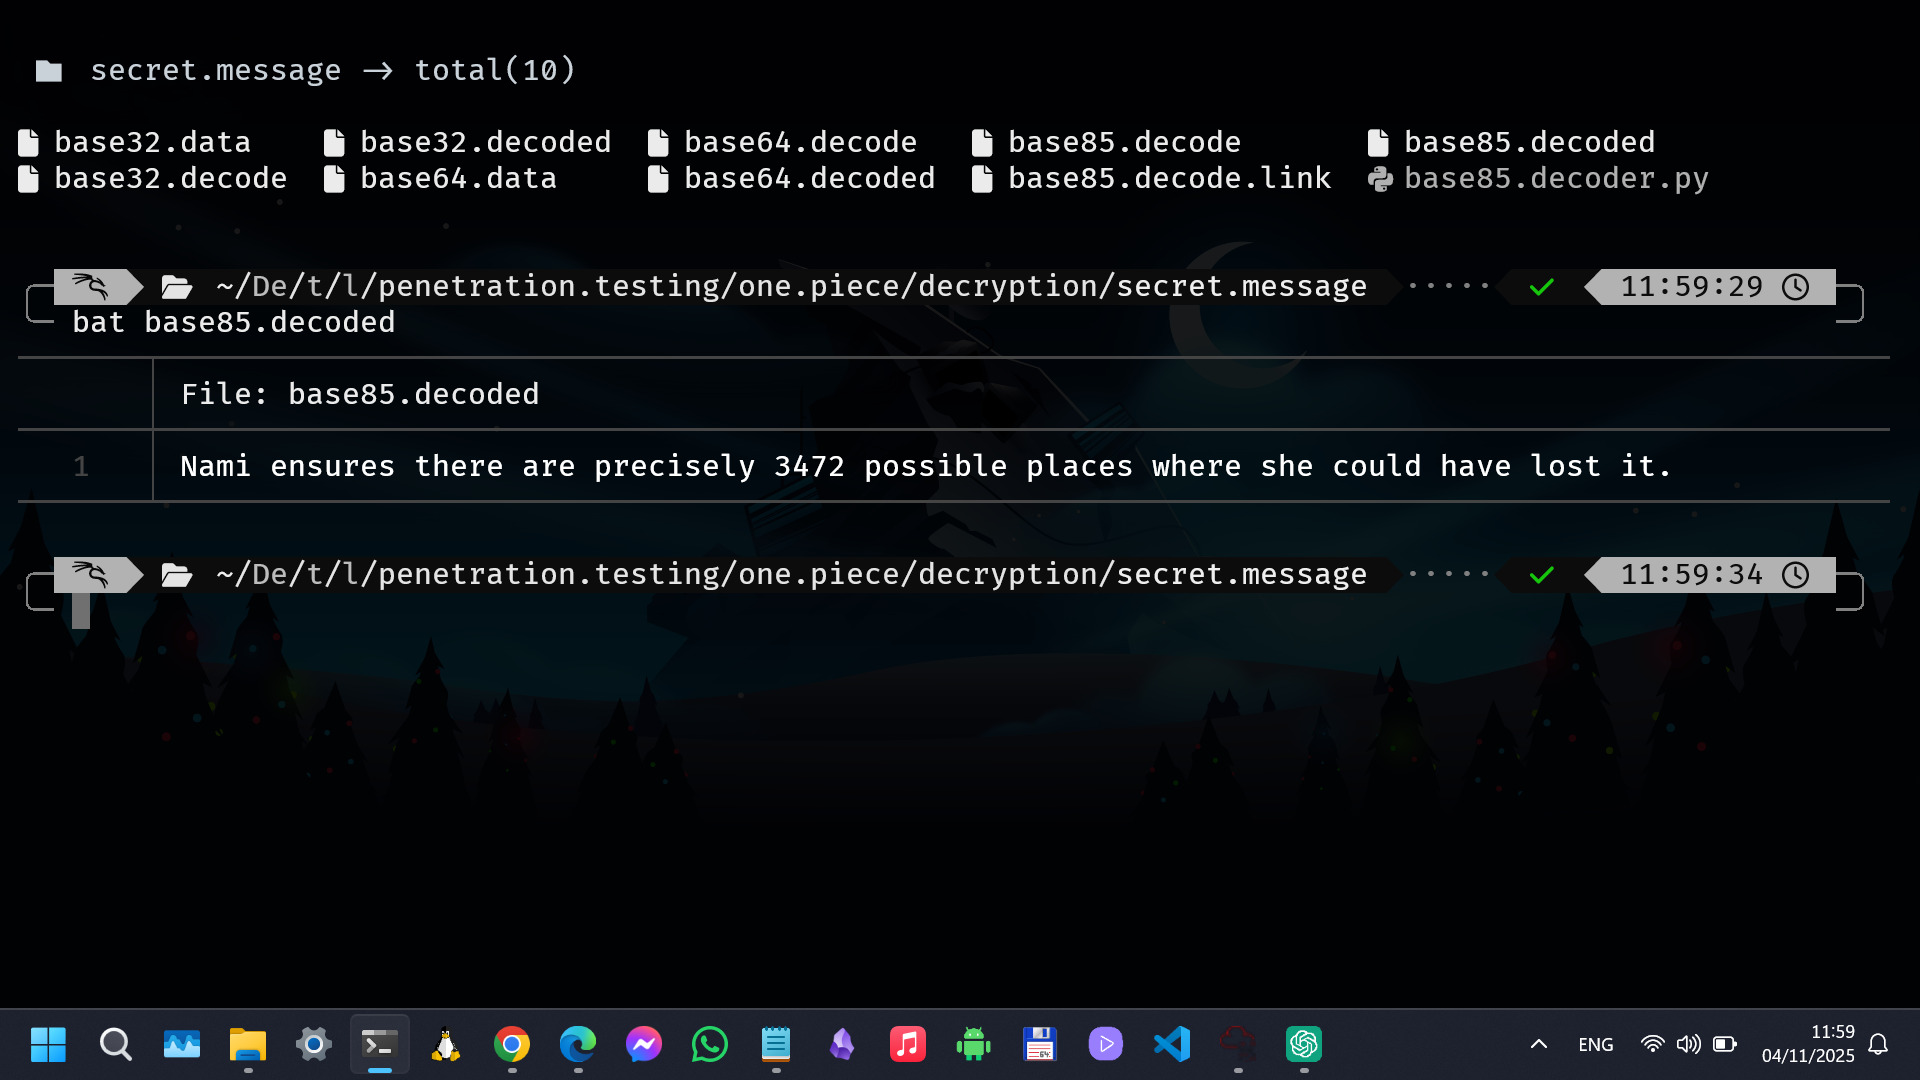 secret.message → total(10)
base32.data base32.decoded base64.decode base85.decode base85.decoded
base32.decode base64.data base64.decoded base85.decode.link base85.decoder.py
~/De/t/l/penetration.testing/one.piece/decryption/secret.message ····· ✓ 11:59:29
bat base85.decoded
File: base85.decoded
1 Nami ensures there are precisely 3472 possible places where she could have lost it.
~/De/t/l/penetration.testing/one.piece/decryption/secret.message ····· ✓ 11:59:34
64
ENG
11:59
04/11/2025